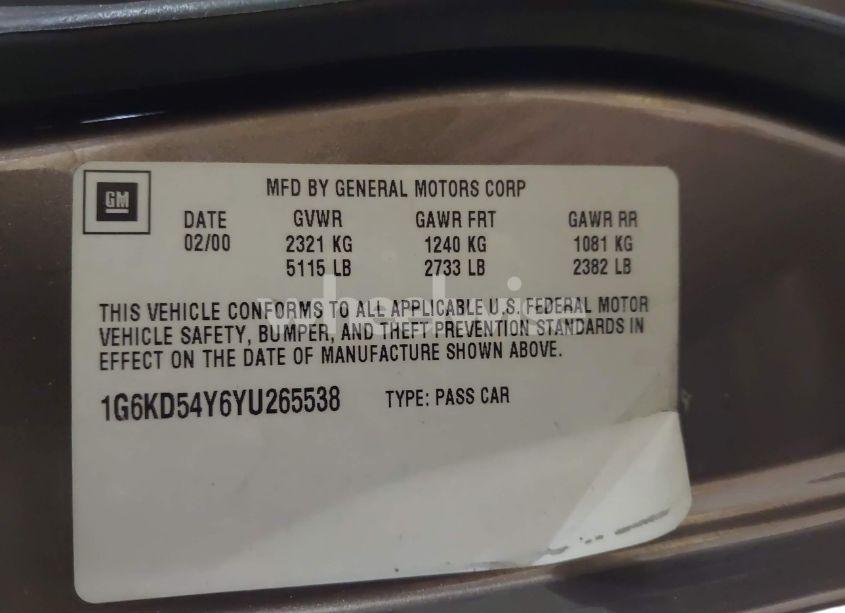 GM
MFD BY GENERAL MOTORS CORP
DATE GVWR GAWR FRT GAWR RR
02/00 2321 KG 1240 KG 1081 KG
5115 LB 2733 LB 2382 LB
THIS VEHICLE CONFORMS TO ALL APPLICABLE U.S. FEDERAL MOTOR
VEHICLE SAFETY, BUMPER, AND THEFT PREVENTION STANDARDS IN
EFFECT ON THE DATE OF MANUFACTURE SHOWN ABOVE.
1G6KD54Y6YU265538 TYPE: PASS CAR